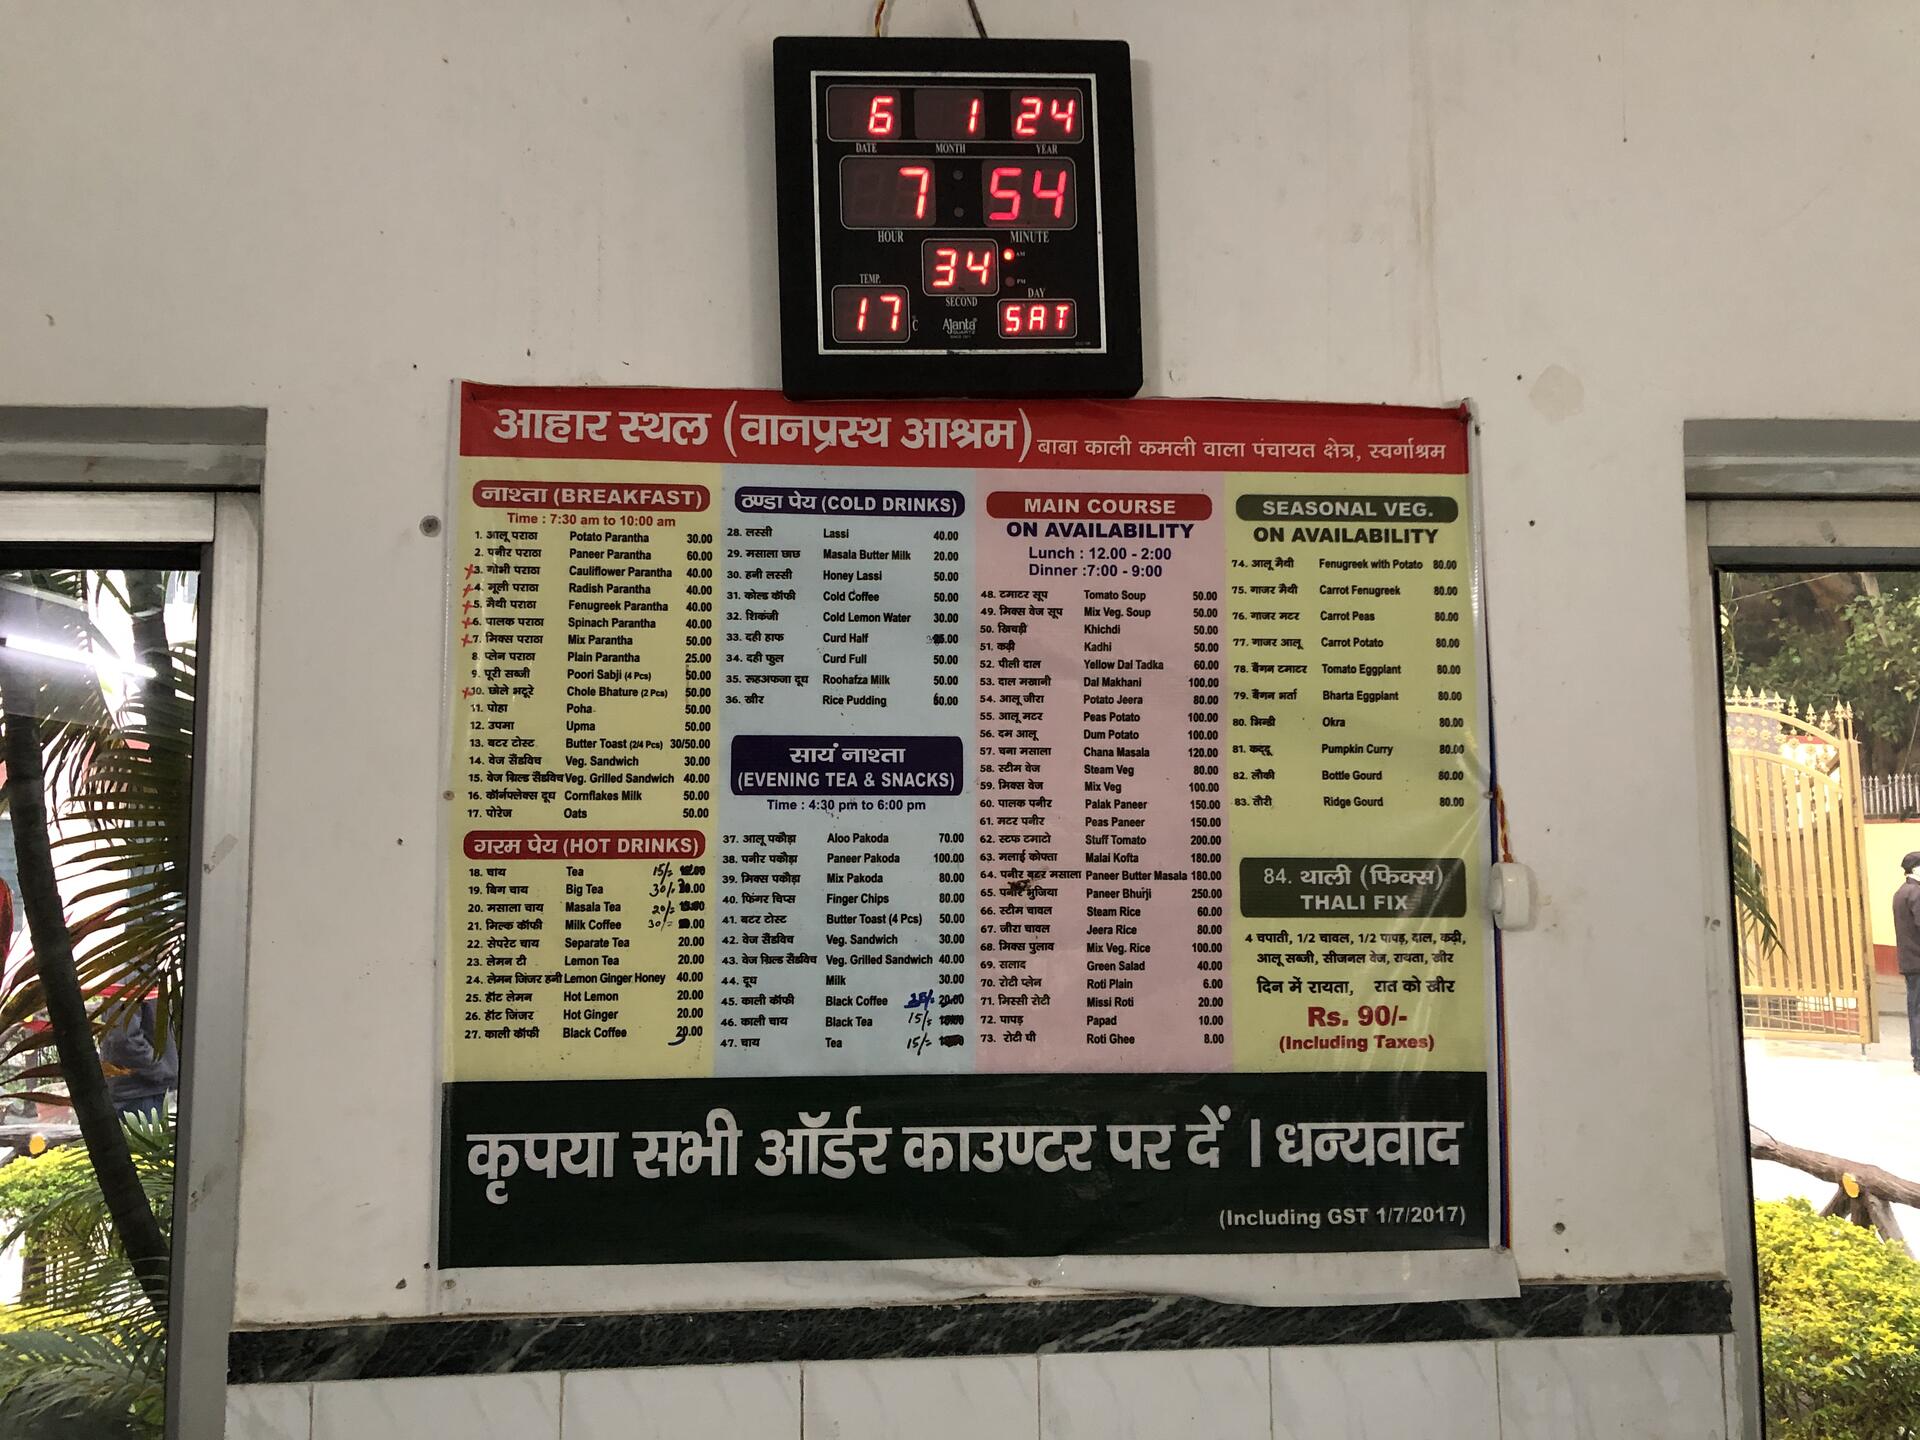 6 1 24
DATE MONTH YEAR
7 : 54
HOUR MINUTE
34 AM
PM
TEMP. SECOND DAY
17 °C Ajanta SAT
QUARTZ
आहार स्थल (वानप्रस्थ आश्रम) बाबा काली कमली वाला पंचायत क्षेत्र, स्वर्गाश्रम
नाश्ता (BREAKFAST)
Time : 7:30 am to 10:00 am
1. आलू पराठा Potato Parantha 30.00
2. पनीर पराठा Paneer Parantha 60.00
3. गोभी पराठा Cauliflower Parantha 40.00
4. मूली पराठा Radish Parantha 40.00
5. मैथी पराठा Fenugreek Parantha 40.00
6. पालक पराठा Spinach Parantha 40.00
7. मिक्स पराठा Mix Parantha 50.00
8. प्लेन पराठा Plain Parantha 25.00
9. पूरी सब्जी Poori Sabji (4 Pcs) 50.00
10. छोले भटूरे Chole Bhature (2 Pcs) 50.00
11. पोहा Poha 50.00
12. उपमा Upma 50.00
13. बटर टोस्ट Butter Toast (2/4 Pcs) 30/50.00
14. वेज सैंडविच Veg. Sandwich 30.00
15. वेज ग्रिल्ड सैंडविच Veg. Grilled Sandwich 40.00
16. कॉर्नफ्लेक्स दूध Cornflakes Milk 50.00
17. पोरेज Oats 50.00
गरम पेय (HOT DRINKS)
18. चाय Tea 15/=
19. बिग चाय Big Tea 30/=
20. मसाला चाय Masala Tea 20/=
21. मिल्क कॉफी Milk Coffee 30/=
22. सेपरेट चाय Separate Tea 20.00
23. लेमन टी Lemon Tea 20.00
24. लेमन जिंजर हनी Lemon Ginger Honey 40.00
25. हॉट लेमन Hot Lemon 20.00
26. हॉट जिंजर Hot Ginger 20.00
27. काली कॉफी Black Coffee
ठण्डा पेय (COLD DRINKS)
28. लस्सी Lassi 40.00
29. मसाला छाछ Masala Butter Milk 20.00
30. हनी लस्सी Honey Lassi 50.00
31. कोल्ड कॉफी Cold Coffee 50.00
32. शिकंजी Cold Lemon Water 30.00
33. दही हाफ Curd Half
34. दही फुल Curd Full 50.00
35. रूहअफजा दूध Roohafza Milk 50.00
36. खीर Rice Pudding
सायं नाश्ता
(EVENING TEA & SNACKS)
Time : 4:30 pm to 6:00 pm
37. आलू पकौड़ा Aloo Pakoda 70.00
38. पनीर पकौड़ा Paneer Pakoda 100.00
39. मिक्स पकौड़ा Mix Pakoda 80.00
40. फिंगर चिप्स Finger Chips 80.00
41. बटर टोस्ट Butter Toast (4 Pcs) 50.00
42. वेज सैंडविच Veg. Sandwich 30.00
43. वेज ग्रिल्ड सैंडविच Veg. Grilled Sandwich 40.00
44. दूध Milk 30.00
45. काली कॉफी Black Coffee 20.00
46. काली चाय Black Tea 15/=
47. चाय Tea 15/=
MAIN COURSE
ON AVAILABILITY
Lunch : 12.00 - 2:00
Dinner :7:00 - 9:00
48. टमाटर सूप Tomato Soup 50.00
49. मिक्स वेज सूप Mix Veg. Soup 50.00
50. खिचड़ी Khichdi 50.00
51. कढ़ी Kadhi 50.00
52. पीली दाल Yellow Dal Tadka 60.00
53. दाल मखानी Dal Makhani 100.00
54. आलू जीरा Potato Jeera 80.00
55. आलू मटर Peas Potato 100.00
56. दम आलू Dum Potato 100.00
57. चना मसाला Chana Masala 120.00
58. स्टीम वेज Steam Veg 80.00
59. मिक्स वेज Mix Veg 100.00
60. पालक पनीर Palak Paneer 150.00
61. मटर पनीर Peas Paneer 150.00
62. स्टफ टमाटो Stuff Tomato 200.00
63. मलाई कोफ्ता Malai Kofta 180.00
64. पनीर बटर मसाला Paneer Butter Masala 180.00
65. पनीर भुजिया Paneer Bhurji 250.00
66. स्टीम चावल Steam Rice 60.00
67. जीरा चावल Jeera Rice 80.00
68. मिक्स पुलाव Mix Veg. Rice 100.00
69. सलाद Green Salad 40.00
70. रोटी प्लेन Roti Plain 6.00
71. मिस्सी रोटी Missi Roti 20.00
72. पापड़ Papad 10.00
73. रोटी घी Roti Ghee 8.00
SEASONAL VEG.
ON AVAILABILITY
74. आलू मैथी Fenugreek with Potato 80.00
75. गाजर मैथी Carrot Fenugreek 80.00
76. गाजर मटर Carrot Peas 80.00
77. गाजर आलू Carrot Potato 80.00
78. बैंगन टमाटर Tomato Eggplant 80.00
79. बैंगन भर्ता Bharta Eggplant 80.00
80. भिन्डी Okra 80.00
81. कद्दू Pumpkin Curry 80.00
82. लौकी Bottle Gourd 80.00
83. तौरी Ridge Gourd 80.00
84. थाली (फिक्स)
THALI FIX
4 चपाती, 1/2 चावल, 1/2 पापड़, दाल, कढ़ी,
आलू सब्जी, सीजनल वेज, रायता, खीर
दिन में रायता, रात को खीर
Rs. 90/-
(Including Taxes)
कृपया सभी ऑर्डर काउण्टर पर दें । धन्यवाद
(Including GST 1/7/2017)